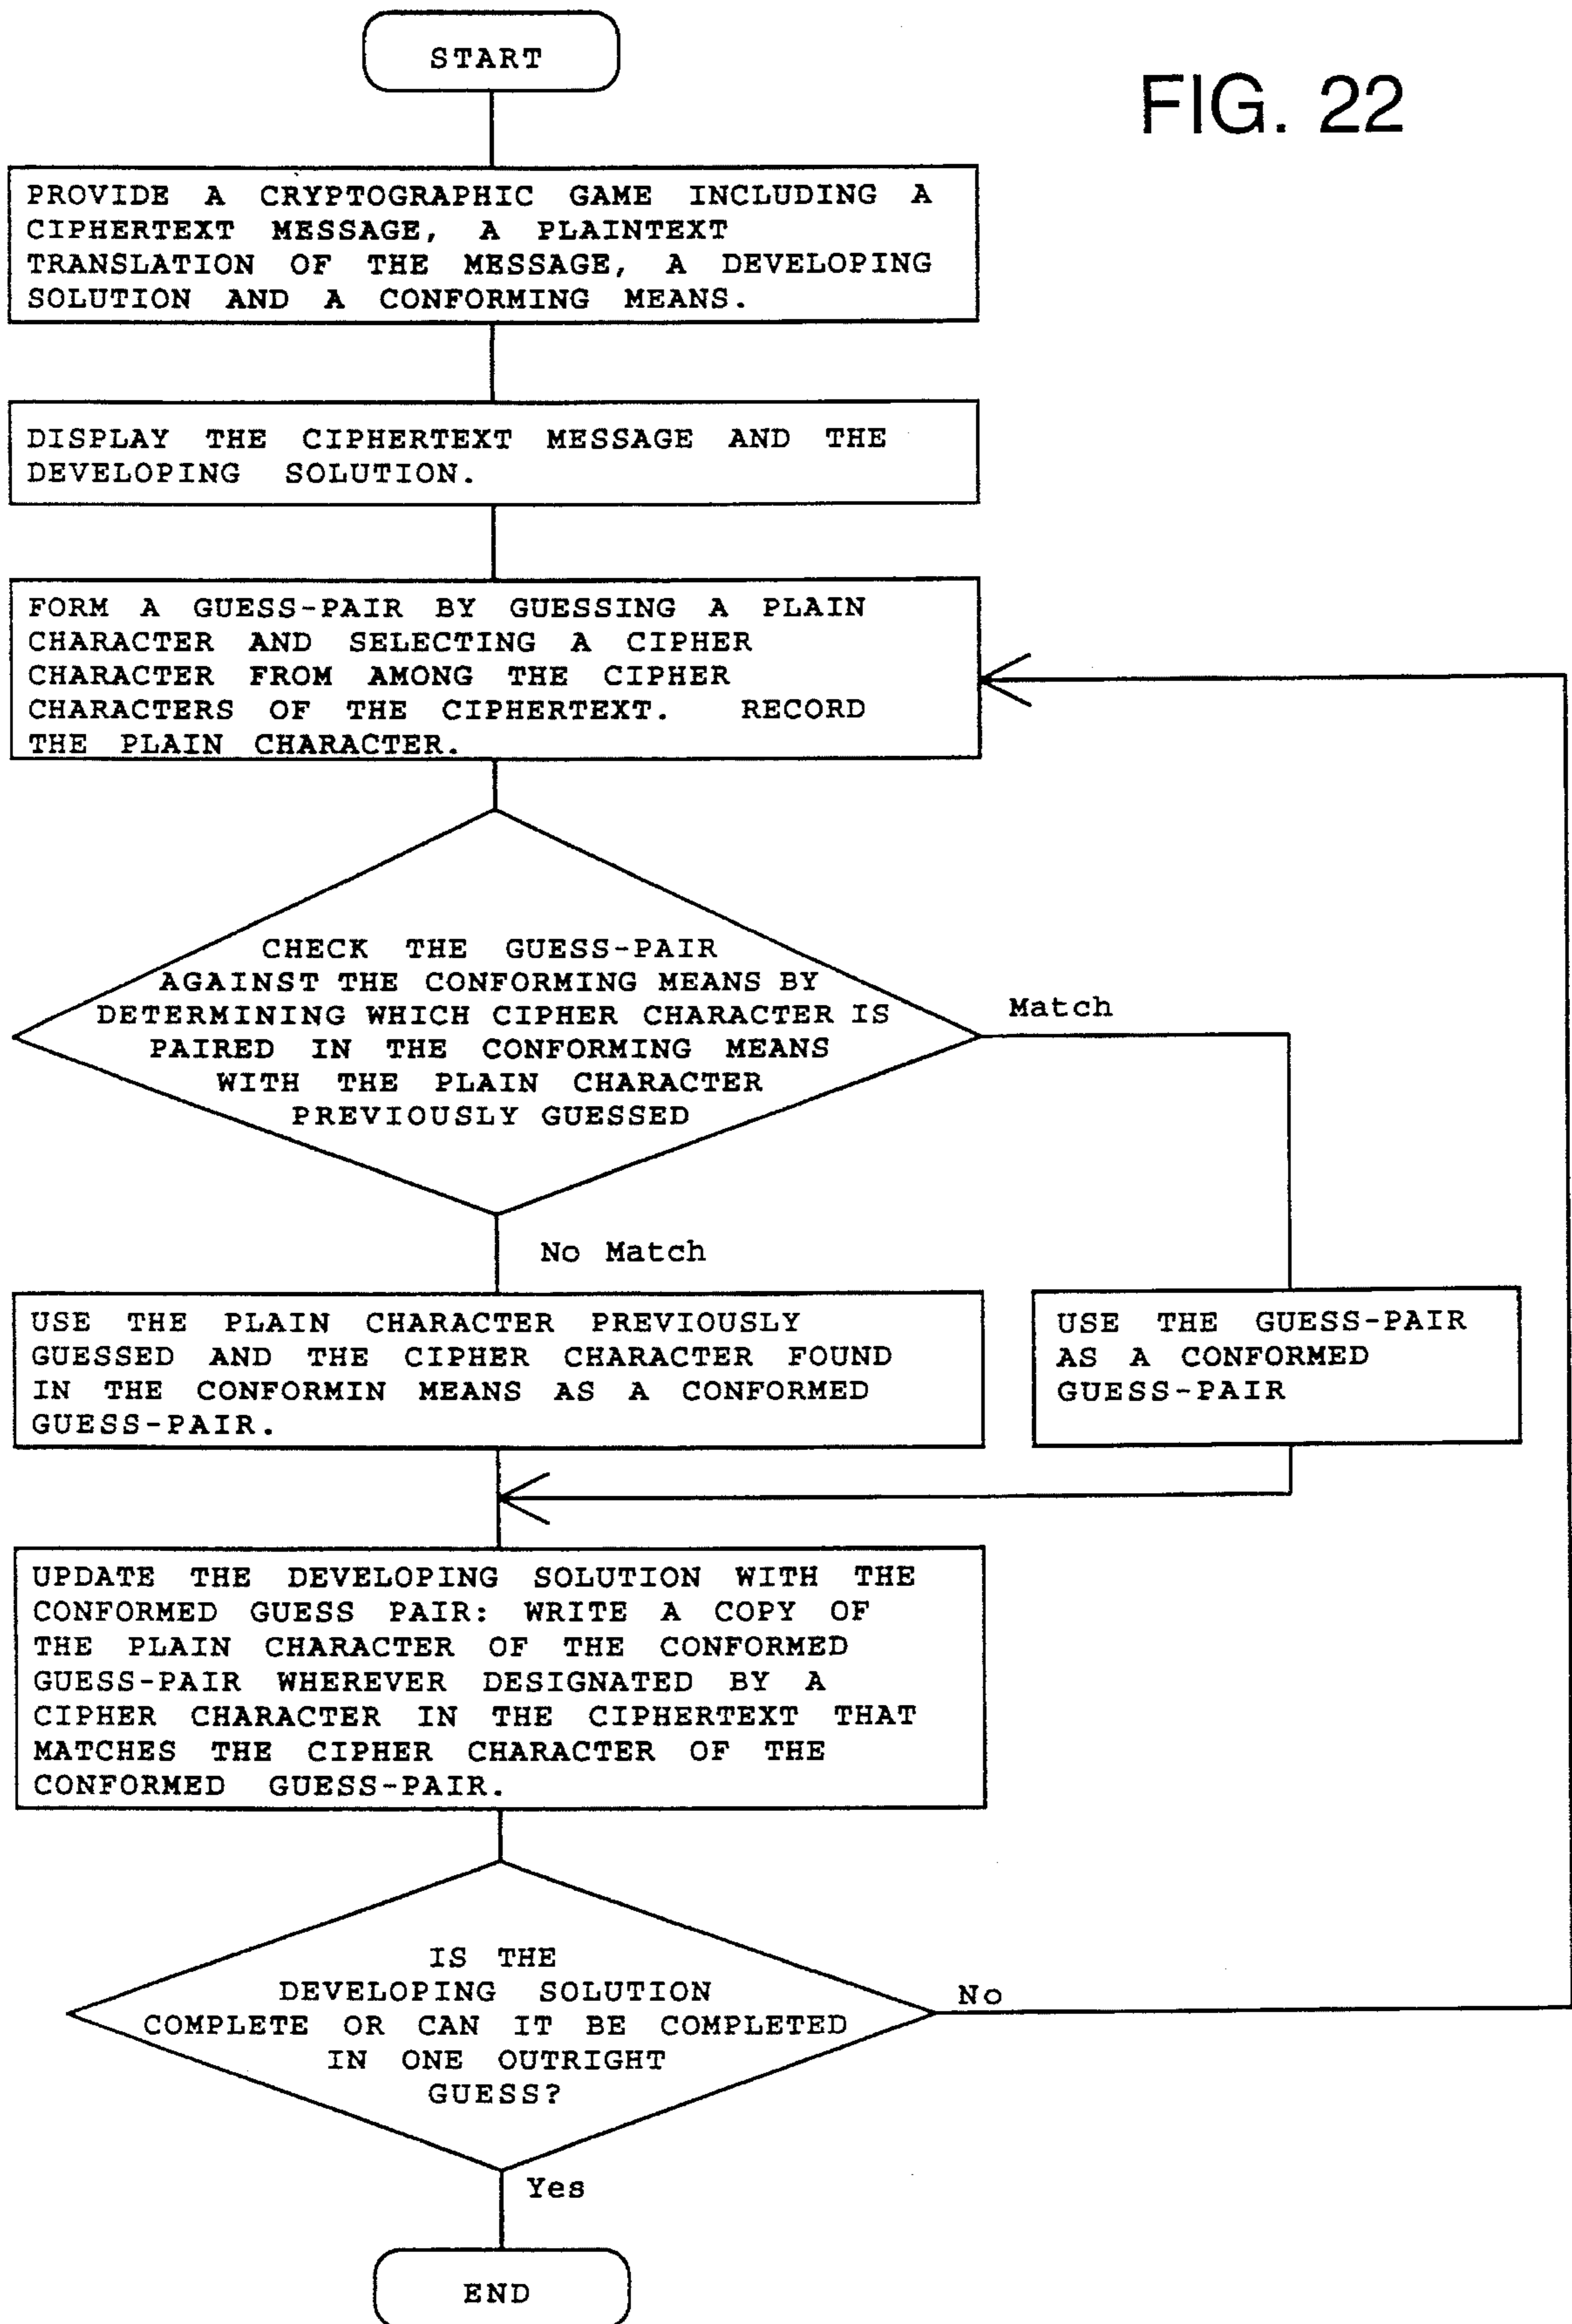 START
FIG. 22
PROVIDE A CRYPTOGRAPHIC GAME INCLUDING A
CIPHERTEXT MESSAGE, A PLAINTEXT
TRANSLATION OF THE MESSAGE, A DEVELOPING
SOLUTION AND A CONFORMING MEANS.
DISPLAY THE CIPHERTEXT MESSAGE AND THE
DEVELOPING SOLUTION.
FORM A GUESS-PAIR BY GUESSING A PLAIN
CHARACTER AND SELECTING A CIPHER
CHARACTER FROM AMONG THE CIPHER
CHARACTERS OF THE CIPHERTEXT. RECORD
THE PLAIN CHARACTER.
CHECK THE GUESS-PAIR
AGAINST THE CONFORMING MEANS BY
DETERMINING WHICH CIPHER CHARACTER IS
PAIRED IN THE CONFORMING MEANS
WITH THE PLAIN CHARACTER
PREVIOUSLY GUESSED
Match
No Match
USE THE PLAIN CHARACTER PREVIOUSLY
GUESSED AND THE CIPHER CHARACTER FOUND
IN THE CONFORMIN MEANS AS A CONFORMED
GUESS-PAIR.
USE THE GUESS-PAIR
AS A CONFORMED
GUESS-PAIR
UPDATE THE DEVELOPING SOLUTION WITH THE
CONFORMED GUESS PAIR: WRITE A COPY OF
THE PLAIN CHARACTER OF THE CONFORMED
GUESS-PAIR WHEREVER DESIGNATED BY A
CIPHER CHARACTER IN THE CIPHERTEXT THAT
MATCHES THE CIPHER CHARACTER OF THE
CONFORMED GUESS-PAIR.
IS THE
DEVELOPING SOLUTION
COMPLETE OR CAN IT BE COMPLETED
IN ONE OUTRIGHT
GUESS?
No
Yes
END